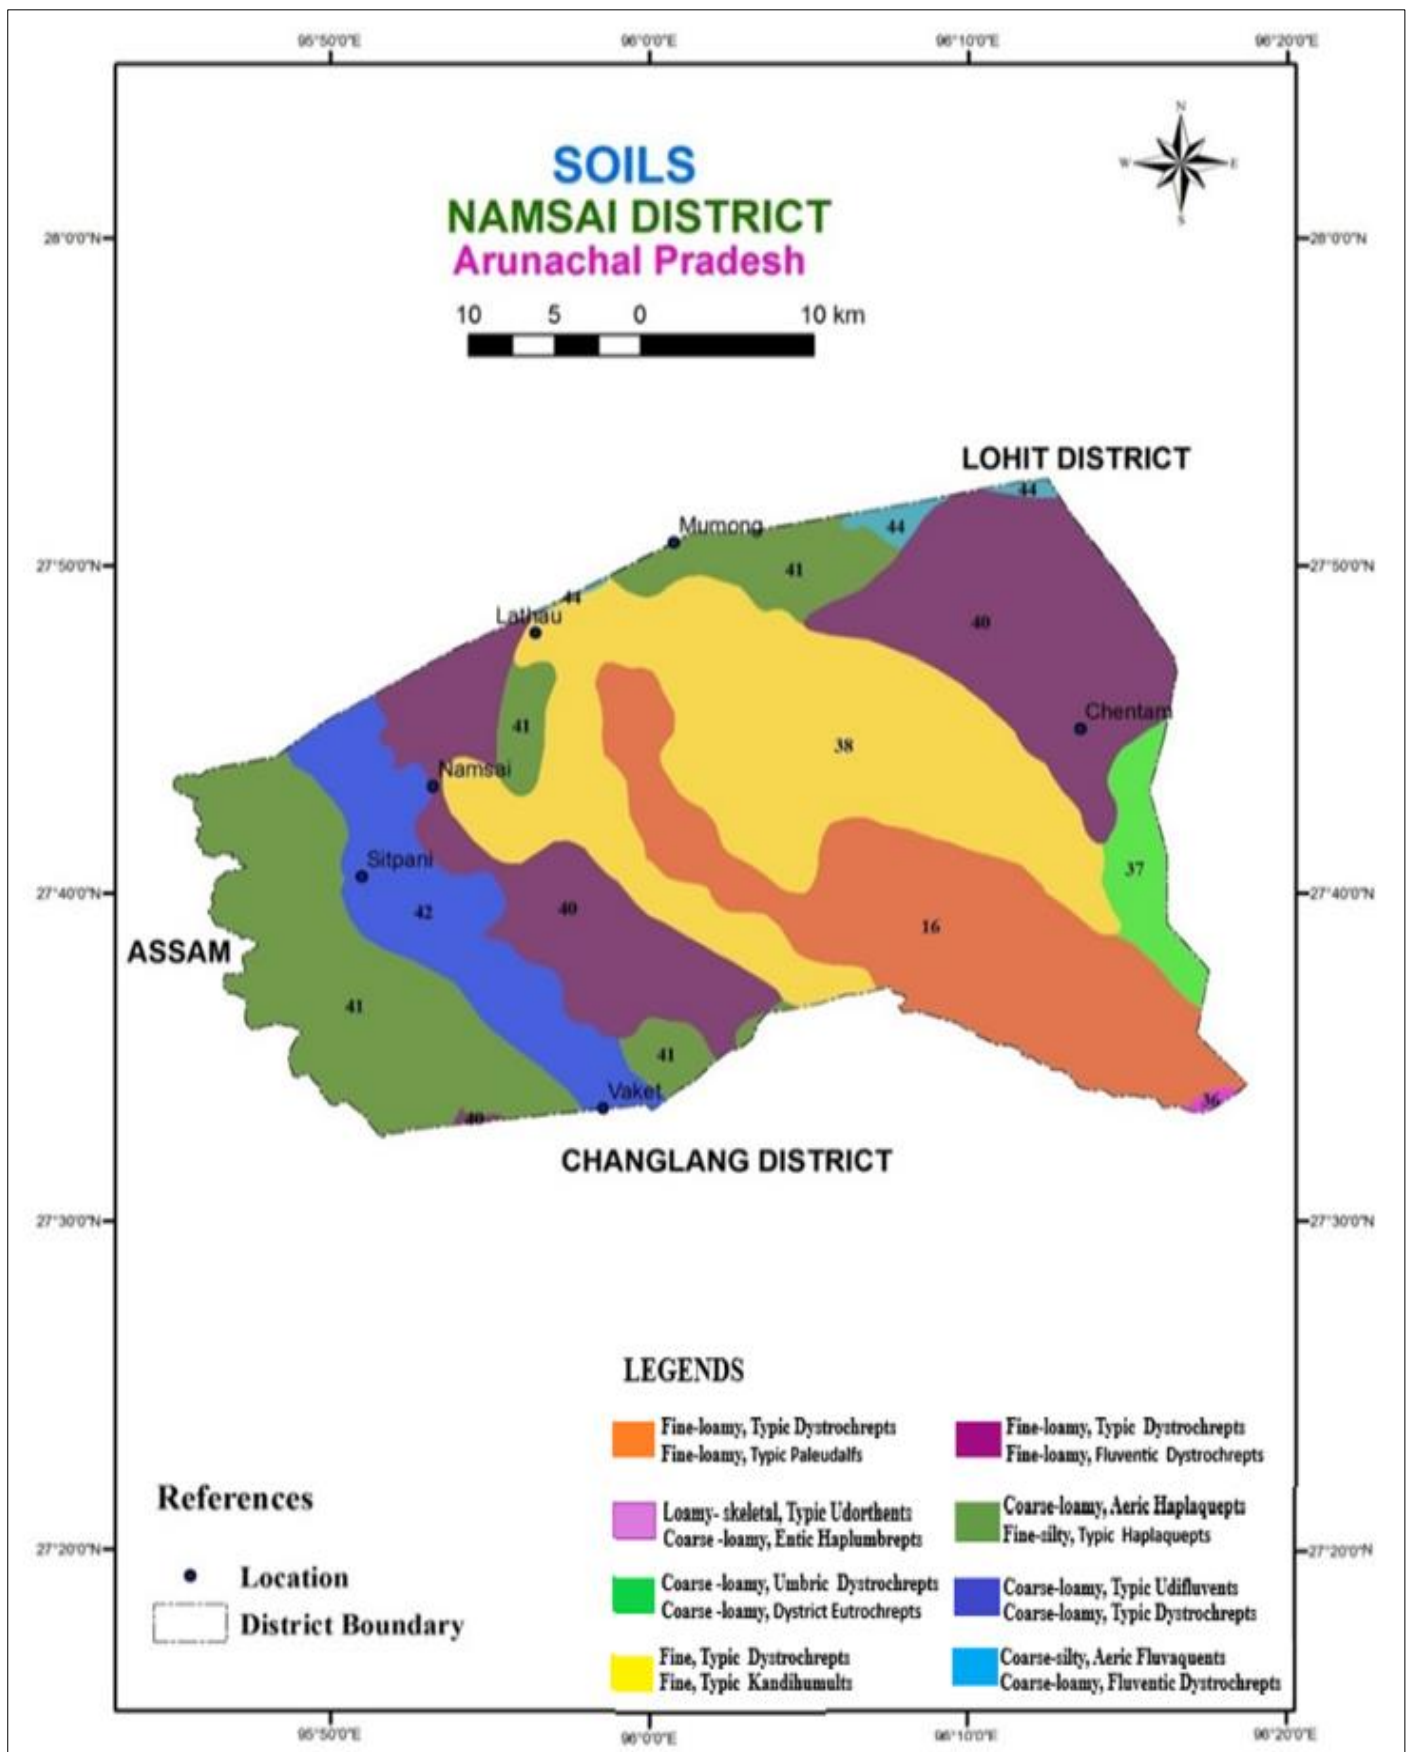 95°50'0"E 96°0'0"E 96°10'0"E 96°20'0"E
N
W E
S
SOILS
NAMSAI DISTRICT
Arunachal Pradesh
28°0'0"N 28°0'0"N
10 5 0 10 km
LOHIT DISTRICT
44
Mumong
44
27°50'0"N 27°50'0"N
41
44
Lathau
40
Chentam
41
38
Namsai
Sitpani
37
27°40'0"N 27°40'0"N
42
40
16
ASSAM
41
41
Vaket
36
40
CHANGLANG DISTRICT
27°30'0"N 27°30'0"N
LEGENDS
Fine-loamy, Typic Dystrochrepts
Fine-loamy, Typic Paleudalfs
Fine-loamy, Typic Dystrochrepts
Fine-loamy, Fluventic Dystrochrepts
Loamy- skeletal, Typic Udorthents
Coarse -loamy, Entic Haplumbrepts
Coarse-loamy, Aeric Haplaquepts
Fine-silty, Typic Haplaquepts
Coarse -loamy, Umbric Dystrochrepts
Coarse -loamy, Dystrict Eutrochrepts
Coarse-loamy, Typic Udifluvents
Coarse-loamy, Typic Dystrochrepts
Fine, Typic Dystrochrepts
Fine, Typic Kandihumults
Coarse-silty, Aeric Fluvaquents
Coarse-loamy, Fluventic Dystrochrepts
References
Location
District Boundary
27°20'0"N 27°20'0"N
95°50'0"E 96°0'0"E 96°10'0"E 96°20'0"E